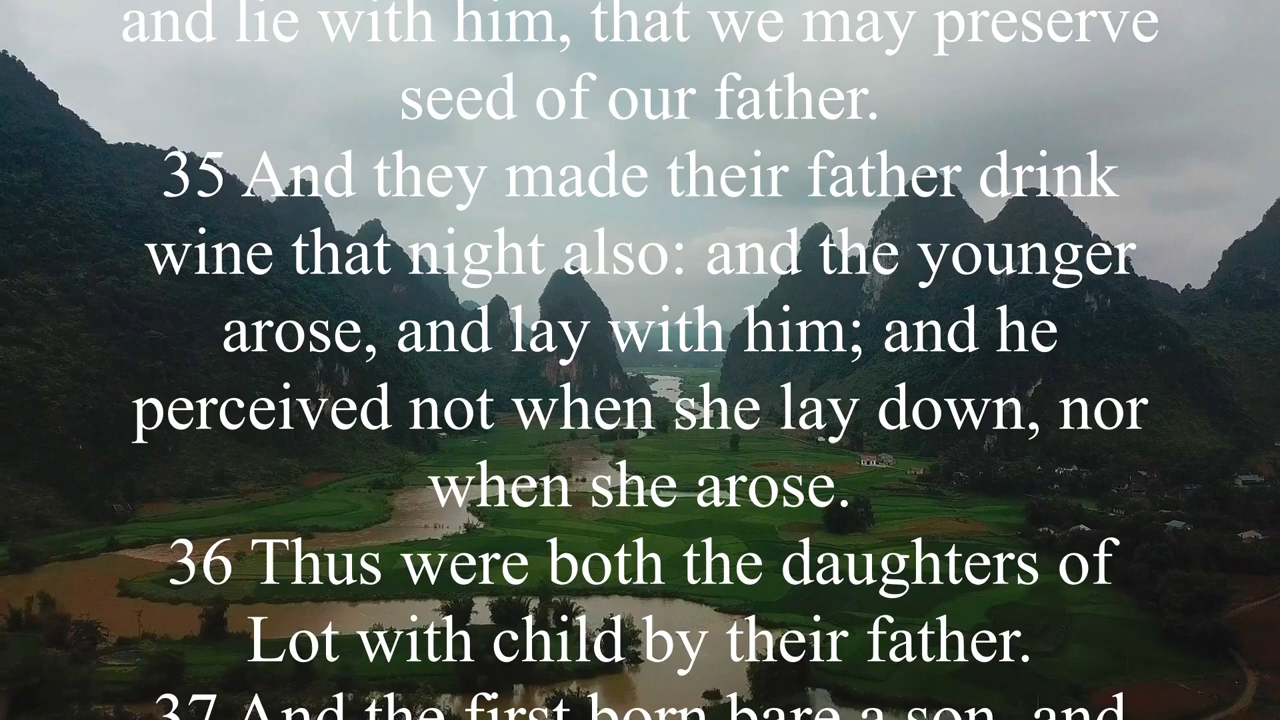 and lie with him, that we may preserve
seed of our father.
35 And they made their father drink
wine that night also: and the younger
arose, and lay with him; and he
perceived not when she lay down, nor
when she arose.
36 Thus were both the daughters of
Lot with child by their father.
37 And the first born bare a son, and